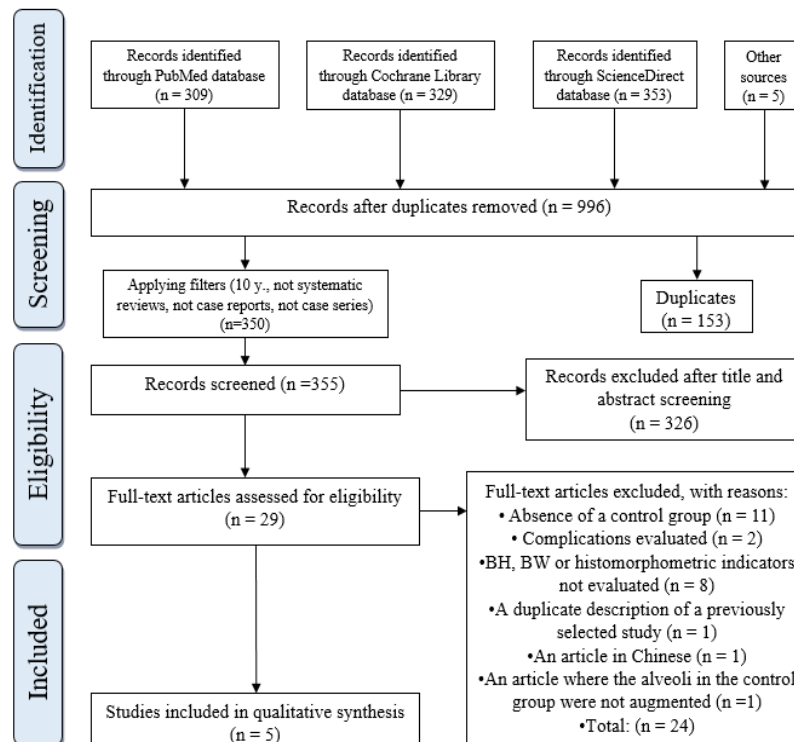 Identification
Records identified
through PubMed database
(n = 309)
Records identified
through Cochrane Library
database (n = 329)
Records identified
through ScienceDirect
database (n = 353)
Other
sources
(n = 5)
Screening
Records after duplicates removed (n = 996)
Applying filters (10 y., not systematic
reviews, not case reports, not case series)
(n=350)
Duplicates
(n = 153)
Eligibility
Records screened (n =355)
Records excluded after title and
abstract screening
(n = 326)
Full-text articles assessed for eligibility
(n = 29)
Full-text articles excluded, with reasons:
• Absence of a control group (n = 11)
• Complications evaluated (n = 2)
•BH, BW or histomorphometric indicators
not evaluated (n = 8)
•A duplicate description of a previously
selected study (n = 1)
•An article in Chinese (n = 1)
•An article where the alveoli in the control
group were not augmented (n =1)
•Total: (n = 24)
Included
Studies included in qualitative synthesis
(n = 5)